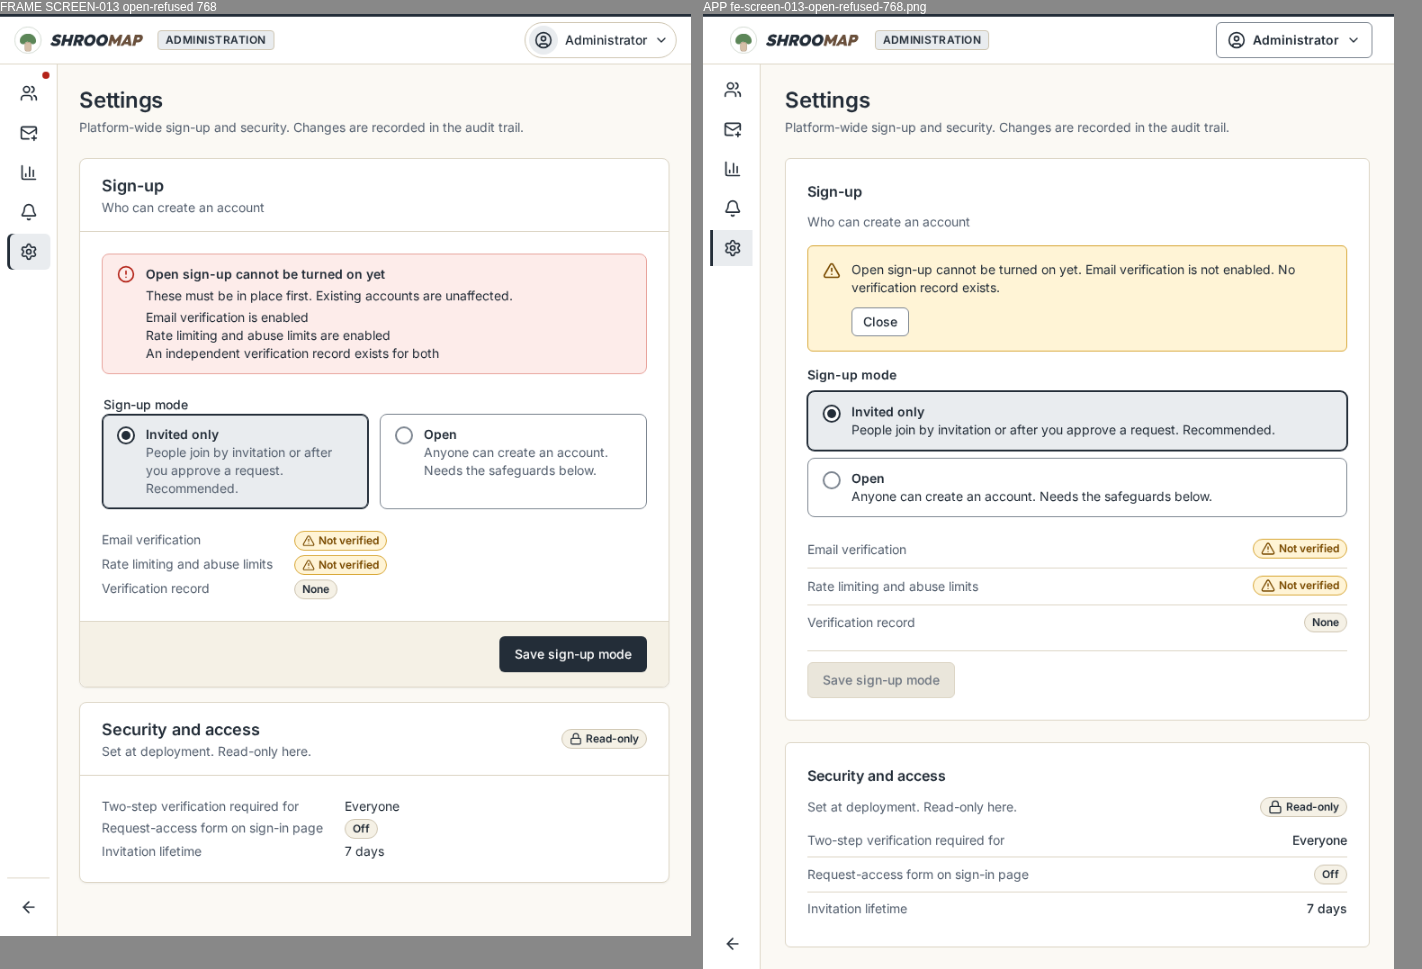 FRAME SCREEN-013 open-refused 768
SHROOMAP
ADMINISTRATION
Administrator
Settings
Platform-wide sign-up and security. Changes are recorded in the audit trail.
Sign-up
Who can create an account
Open sign-up cannot be turned on yet
These must be in place first. Existing accounts are unaffected.
Email verification is enabled
Rate limiting and abuse limits are enabled
An independent verification record exists for both
Sign-up mode
Invited only
People join by invitation or after
you approve a request.
Recommended.
Open
Anyone can create an account.
Needs the safeguards below.
Email verification
Not verified
Rate limiting and abuse limits
Not verified
Verification record
None
Save sign-up mode
Security and access
Set at deployment. Read-only here.
Read-only
Two-step verification required for
Everyone
Request-access form on sign-in page
Off
Invitation lifetime
7 days
APP fe-screen-013-open-refused-768.png
SHROOMAP
ADMINISTRATION
Administrator
Settings
Platform-wide sign-up and security. Changes are recorded in the audit trail.
Sign-up
Who can create an account
Open sign-up cannot be turned on yet. Email verification is not enabled. No
verification record exists.
Close
Sign-up mode
Invited only
People join by invitation or after you approve a request. Recommended.
Open
Anyone can create an account. Needs the safeguards below.
Email verification
Not verified
Rate limiting and abuse limits
Not verified
Verification record
None
Save sign-up mode
Security and access
Set at deployment. Read-only here.
Read-only
Two-step verification required for
Everyone
Request-access form on sign-in page
Off
Invitation lifetime
7 days